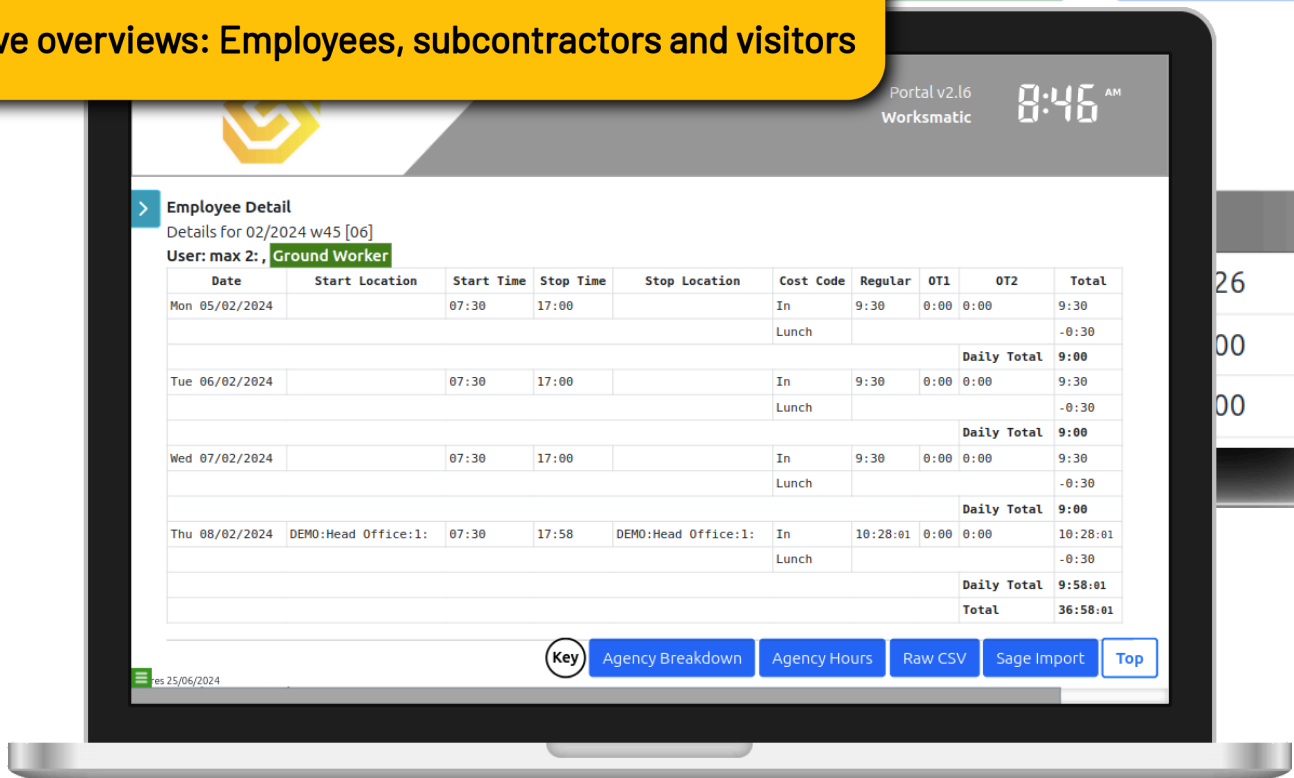 ve overviews: Employees, subcontractors and visitors
Portal v2.l6
Worksmatic
8:46 AM
Employee Detail
Details for 02/2024 w45 [06]
User: max 2: , Ground Worker
Date Start Location Start Time Stop Time Stop Location Cost Code Regular OT1 OT2 Total
Mon 05/02/2024 07:30 17:00 In 9:30 0:00 0:00 9:30
Lunch -0:30
Daily Total 9:00
Tue 06/02/2024 07:30 17:00 In 9:30 0:00 0:00 9:30
Lunch -0:30
Daily Total 9:00
Wed 07/02/2024 07:30 17:00 In 9:30 0:00 0:00 9:30
Lunch -0:30
Daily Total 9:00
Thu 08/02/2024 DEMO:Head Office:1: 07:30 17:58 DEMO:Head Office:1: In 10:28:01 0:00 0:00 10:28:01
Lunch -0:30
Daily Total 9:58:01
Total 36:58:01
Key Agency Breakdown Agency Hours Raw CSV Sage Import Top
res 25/06/2024
26
00
00